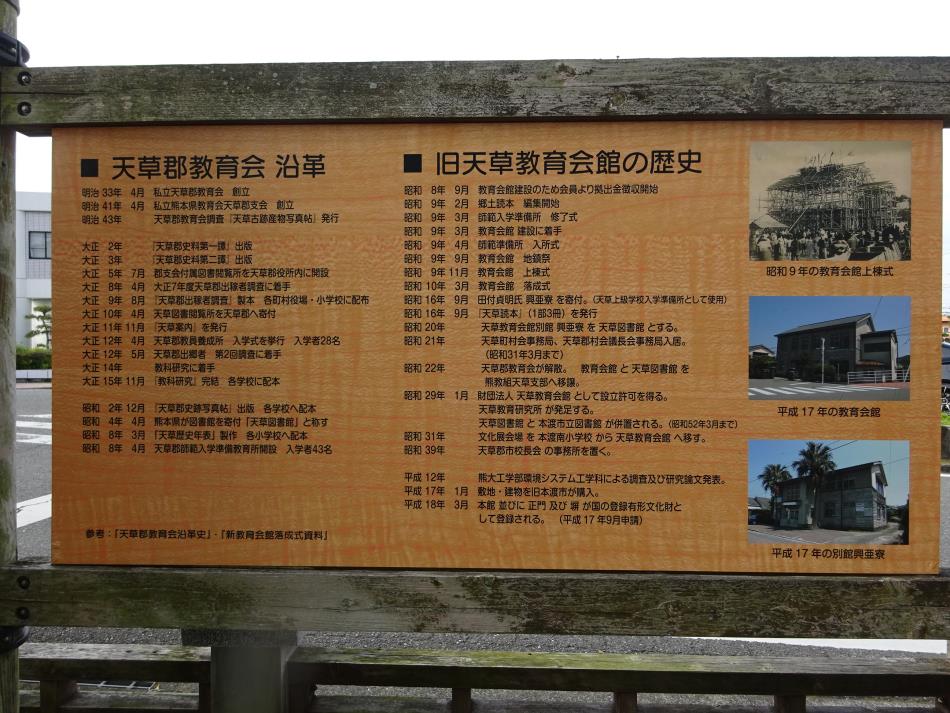 ■ 天草郡教育会 沿革
明治 33年 4月 私立天草郡教育会 創立
明治 41年 4月 私立熊本県教育会天草郡支会 創立
明治 43年 天草郡教育会調査『天草古跡産物写真帖』発行
大正 2年 『天草郡史料第一譚』出版
大正 3年 『天草郡史料第二譚』出版
大正 5年 7月 郡支会付属図書閲覧所を天草郡役所内に開設
大正 8年 4月 大正7年度天草郡出稼者調査に着手
大正 9年 8月 『天草郡出稼者調査』製本 各町村役場・小学校に配布
大正 10年 4月 天草図書閲覧所を天草郡へ寄付
大正 11年 11月 『天草案内』を発行
大正 12年 4月 天草郡教員養成所 入学式を挙行 入学者28名
大正 12年 5月 天草郡出郷者 第2回調査に着手
大正 14年 教科研究に着手
大正 15年 11月 『教科研究』完結 各学校に配本
昭和 2年 12月 『天草郡史跡写真帖』出版 各学校へ配本
昭和 4年 4月 熊本県が図書館を寄付「天草図書館」と称す
昭和 8年 3月 『天草歴史年表』製作 各小学校へ配本
昭和 8年 4月 天草郡師範入学準備教育所開設 入学者43名
参考：『天草郡教育会沿革史』・『新教育会館落成式資料』
■ 旧天草教育会館の歴史
昭和 8年 9月 教育会館建設のため会員より拠出金徴収開始
昭和 9年 2月 郷土読本 編集開始
昭和 9年 3月 師範入学準備所 修了式
昭和 9年 3月 教育会館 建設に着手
昭和 9年 4月 師範準備所 入所式
昭和 9年 9月 教育会館 地鎮祭
昭和 9年 11月 教育会館 上棟式
昭和 10年 3月 教育会館 落成式
昭和 16年 9月 田付貞明氏 興亜寮 を寄付。（天草上級学校入学準備所として使用）
昭和 16年 9月 『天草読本』（1部3冊）を発行
昭和 20年 天草教育会館別館 興亜寮 を 天草図書館 とする。
昭和 21年 天草町村会事務局、天草郡村会議長会事務局入居。
（昭和31年3月まで）
昭和 22年 天草郡教育会が解散。 教育会館 と 天草図書館 を
熊教組天草支部へ移譲。
昭和 29年 1月 財団法人 天草教育会館 として設立許可を得る。
天草教育研究所 が発足する。
天草図書館 と 本渡市立図書館 が併置される。（昭和52年3月まで）
昭和 31年 文化展会場 を 本渡南小学校 から 天草教育会館 へ移す。
昭和 39年 天草郡市校長会 の事務所を置く。
平成 12年 熊大工学部環境システム工学科による調査及び研究論文発表。
平成 17年 1月 敷地・建物を旧本渡市が購入。
平成 18年 3月 本館 並びに 正門 及び 塀 が国の登録有形文化財と
して登録される。 （平成 17年9月申請）
昭和 9 年の教育会館上棟式
平成 17 年の教育会館
平成 17 年の別館興亜寮